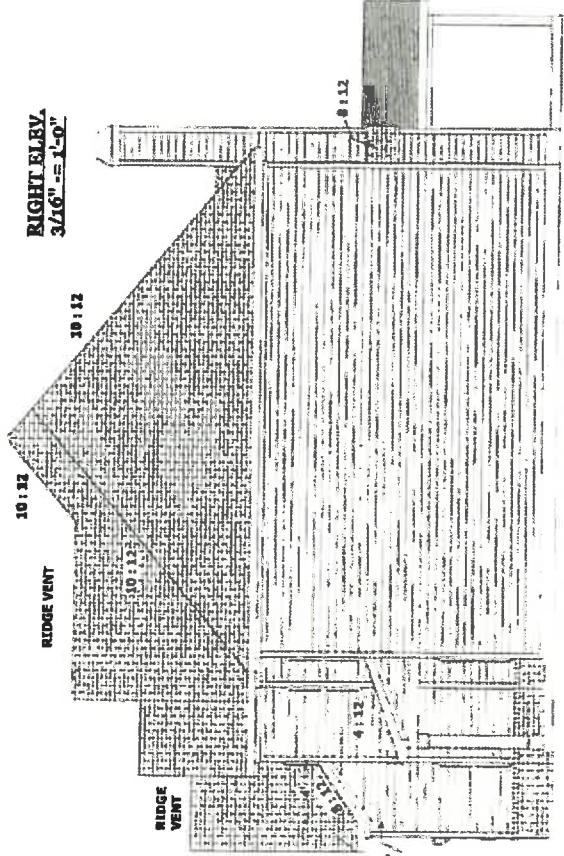 RIGHT ELEV.
3/16" == 1'-0"
10 : 12
10 : 12
RIDGE VENT
10 : 12
8 : 12
RIDGE
VENT
4 : 12